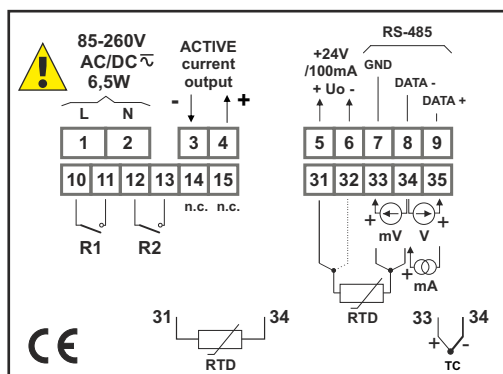 85-260V
AC/DC
6,5W
L N
ACTIVE
current
output
- +
+24V
/100mA
+ Uo -
RS-485
GND
DATA -
DATA +
1 2 3 4 5 6 7 8 9
10 11 12 13 14 15 31 32 33 34 35
n.c. n.c.
R1 R2
+ mV V +
+ mA
RTD
31 34
RTD
33 34
+ -
TC
CE